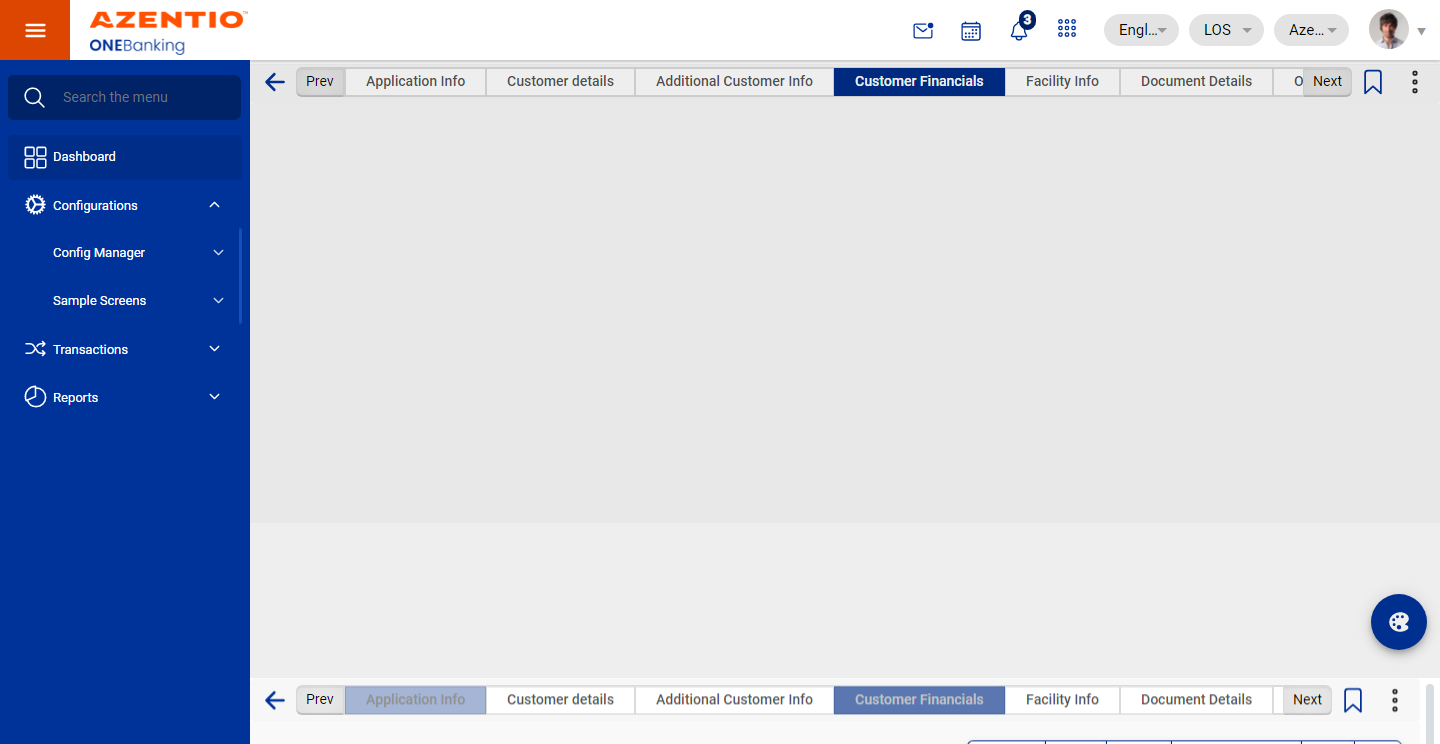 AZENTIO™
ONEBanking
3
Engl...
LOS
Aze...
Search the menu
Dashboard
Configurations
Config Manager
Sample Screens
Transactions
Reports
Prev Application Info Customer details Additional Customer Info Customer Financials Facility Info Document Details O Next
Prev Application Info Customer details Additional Customer Info Customer Financials Facility Info Document Details Next